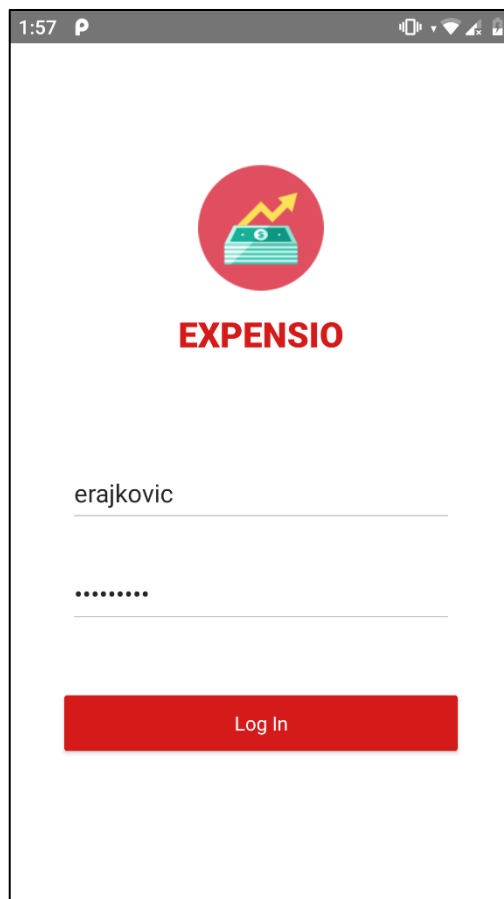 1:57
EXPENSIO
erajkovic
•••••••••
Log In